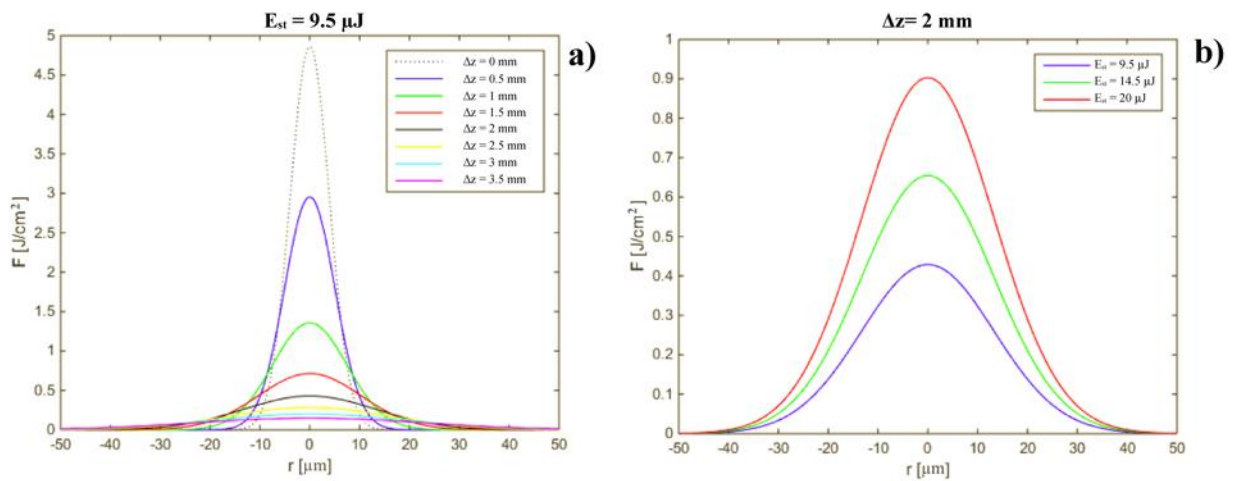 Eₛₜ = 9.5 µJ
a)
F [J/cm²]
5
4.5
4
3.5
3
2.5
2
1.5
1
0.5
0
-50 -40 -30 -20 -10 0 10 20 30 40 50
r [µm]
Δz = 0 mm
Δz = 0.5 mm
Δz = 1 mm
Δz = 1.5 mm
Δz = 2 mm
Δz = 2.5 mm
Δz = 3 mm
Δz = 3.5 mm
Δz= 2 mm
b)
F [J/cm²]
1
0.9
0.8
0.7
0.6
0.5
0.4
0.3
0.2
0.1
0
-50 -40 -30 -20 -10 0 10 20 30 40 50
r [µm]
Eₛₜ = 9.5 µJ
Eₛₜ = 14.5 µJ
Eₛₜ = 20 µJ